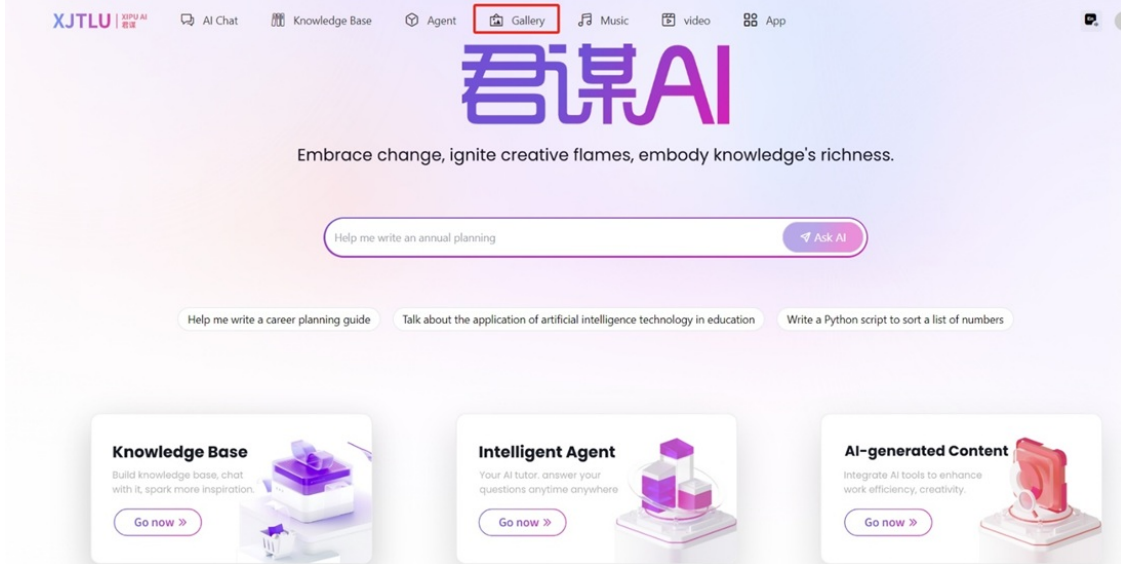 XJTLU XIPU AI
君谋
AI Chat
Knowledge Base
Agent
Gallery
Music
video
App
君谋AI
Embrace change, ignite creative flames, embody knowledge's richness.
Help me write an annual planning
Ask AI
Help me write a career planning guide
Talk about the application of artificial intelligence technology in education
Write a Python script to sort a list of numbers
Knowledge Base
Build knowledge base, chat
with it, spark more inspiration.
Go now »
Intelligent Agent
Your AI tutor, answer your
questions anytime anywhere
Go now »
AI-generated Content
Integrate AI tools to enhance
work efficiency, creativity.
Go now »